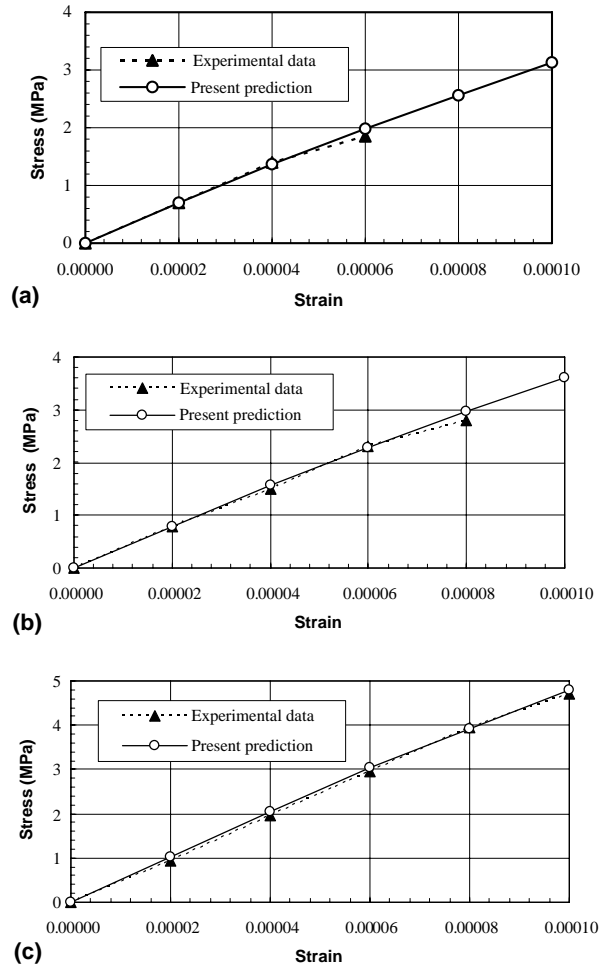 4
3
2
1
0
Stress (MPa)
Experimental data
Present prediction
0.00000 0.00002 0.00004 0.00006 0.00008 0.00010
Strain
(a)
4
3
2
1
0
Stress (MPa)
Experimental data
Present prediction
0.00000 0.00002 0.00004 0.00006 0.00008 0.00010
Strain
(b)
5
4
3
2
1
0
Stress (MPa)
Experimental data
Present prediction
0.00000 0.00002 0.00004 0.00006 0.00008 0.00010
Strain
(c)